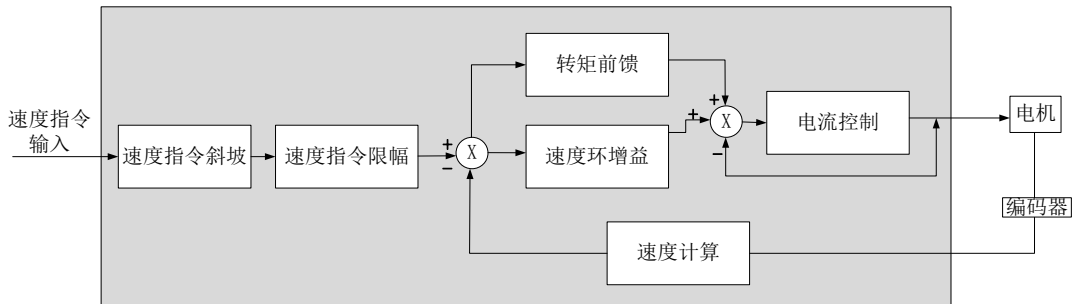 速度指令
输入
速度指令斜坡
速度指令限幅
+
−
X
转矩前馈
速度环增益
+
+
−
X
电流控制
电机
编码器
速度计算